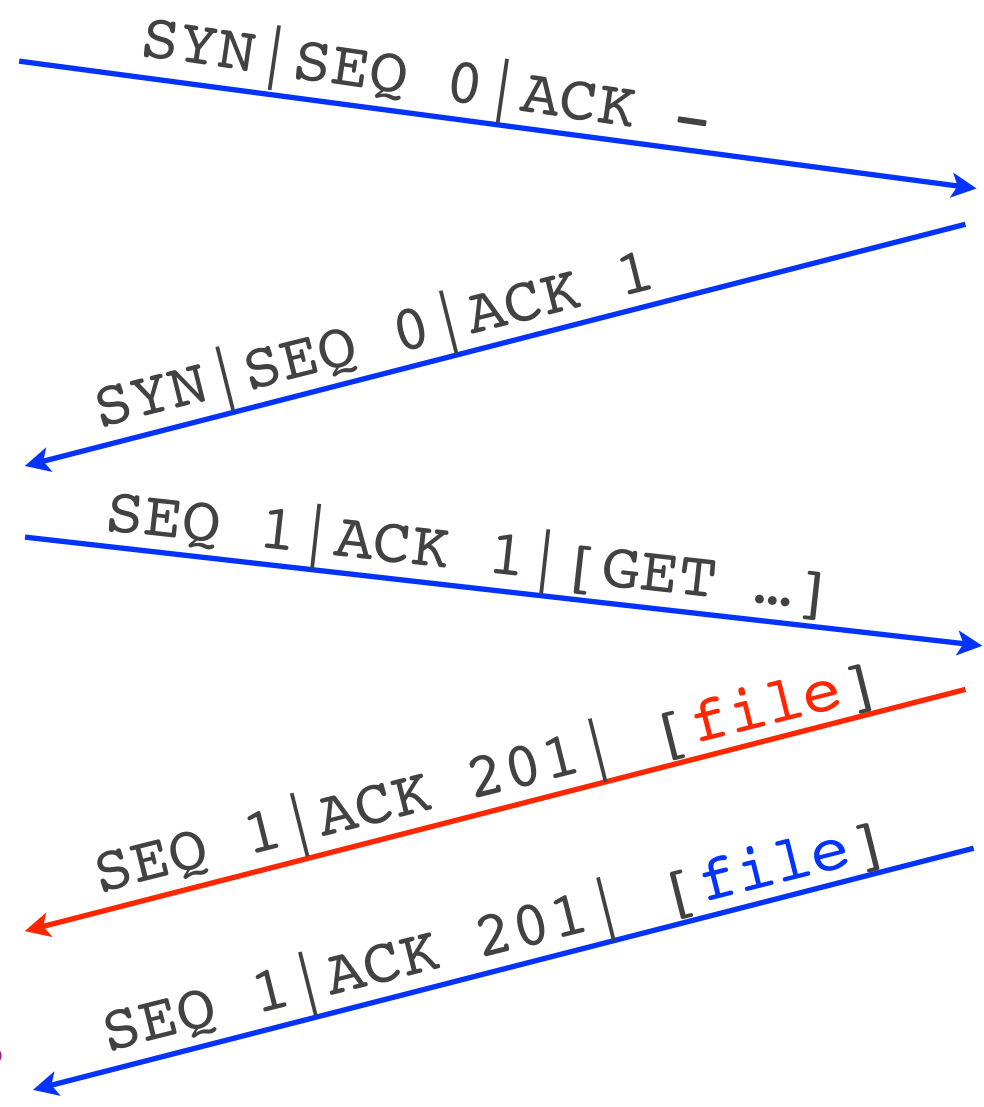 SYN|SEQ 0|ACK –
SYN|SEQ 0|ACK 1
SEQ 1|ACK 1|[GET …]
SEQ 1|ACK 201| [file]
SEQ 1|ACK 201| [file]